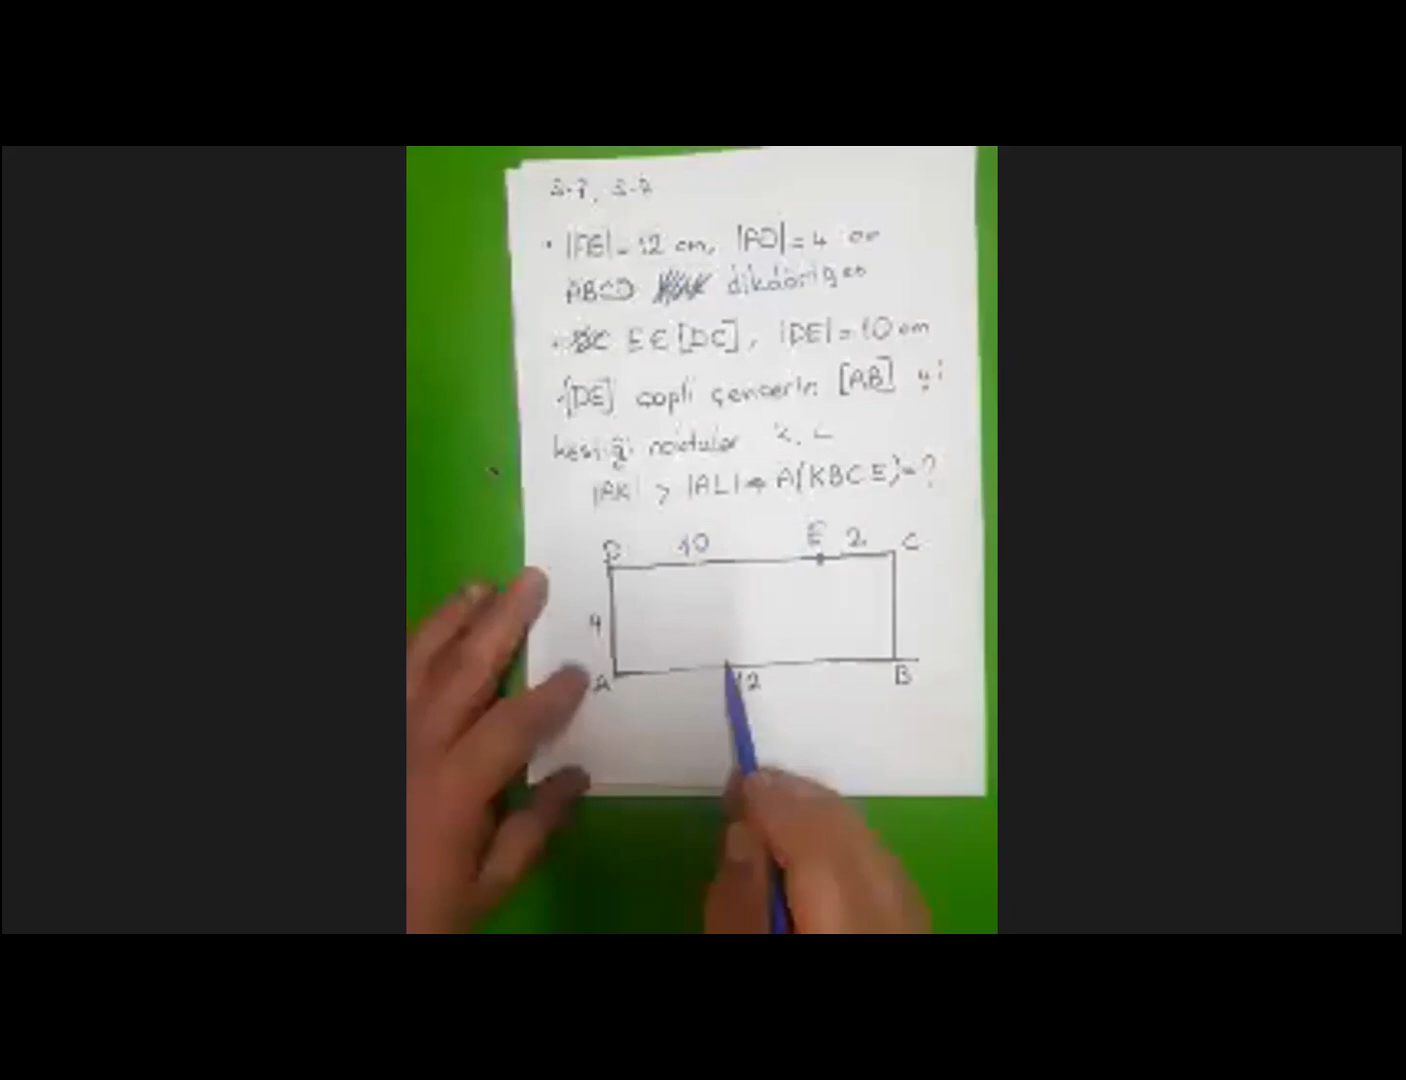 |AB| = 12 cm, |AD| = 4 cm
ABCD dikdörtgen
E ∈ [DC], |DE| = 10 cm
[DE] çaplı çemberin [AB] yi
kestiği noktalar K, L
|AK| > |AL| ⇒ A(KBCE) = ?
D 10 E 2 C
4
A 12 B